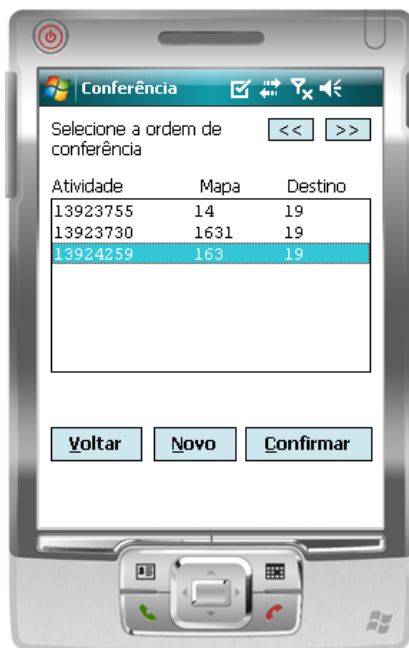 Conferência
Selecione a ordem de << >>
conferência
Atividade Mapa Destino
13923755 14 19
13923730 1631 19
13924259 163 19
Voltar Novo Confirmar